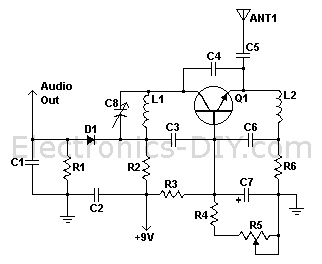 ANT1
C4
C5
Audio
Out
C8
L1
Q1
L2
D1
C3
C6
Electronics-DIY.com
C1
R1
R2
R3
C7
R6
C2
+
R4
R5
+9V